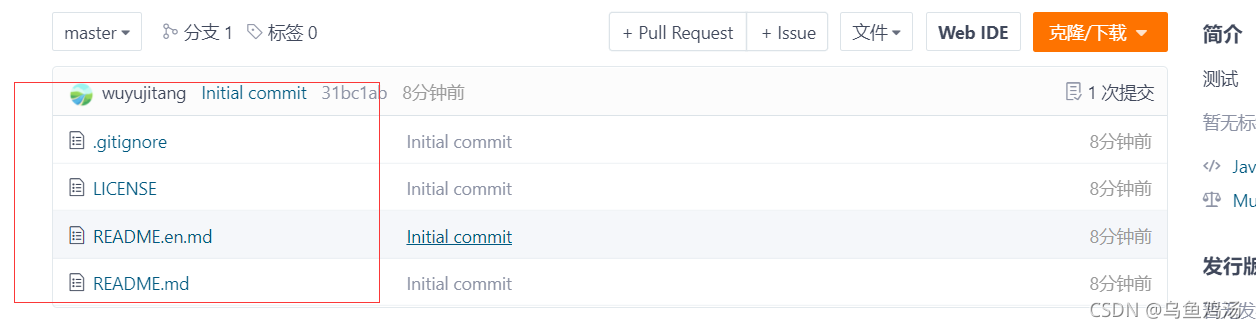 master 分支 1 标签 0 + Pull Request + Issue 文件 Web IDE 克隆/下载 简介
wuyujitang Initial commit 31bc1ab 8分钟前 1 次提交
测试
.gitignore Initial commit 8分钟前
LICENSE Initial commit 8分钟前
README.en.md Initial commit 8分钟前
README.md Initial commit 8分钟前
暂无标
Jav
Mu
发行版
CSDN @乌鱼鸡汤